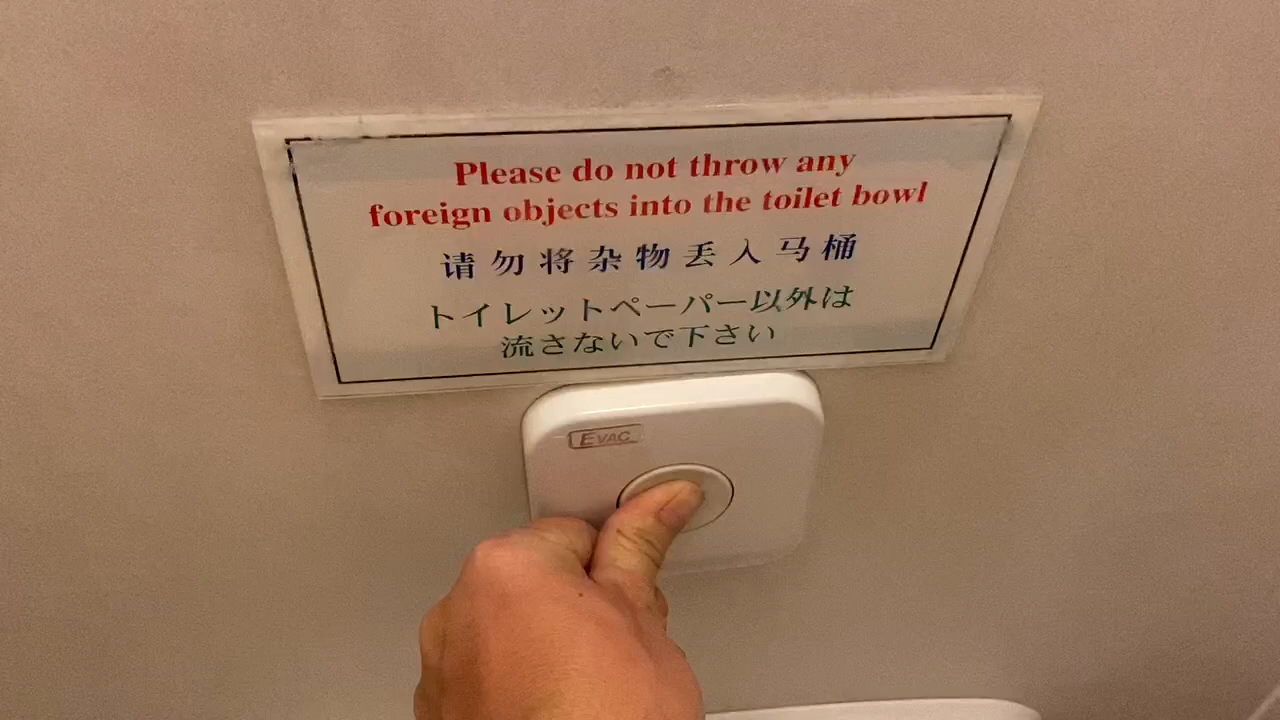 Please do not throw any
foreign objects into the toilet bowl
请勿将杂物丢入马桶
トイレットペーパー以外は
流さないで下さい
EVAC